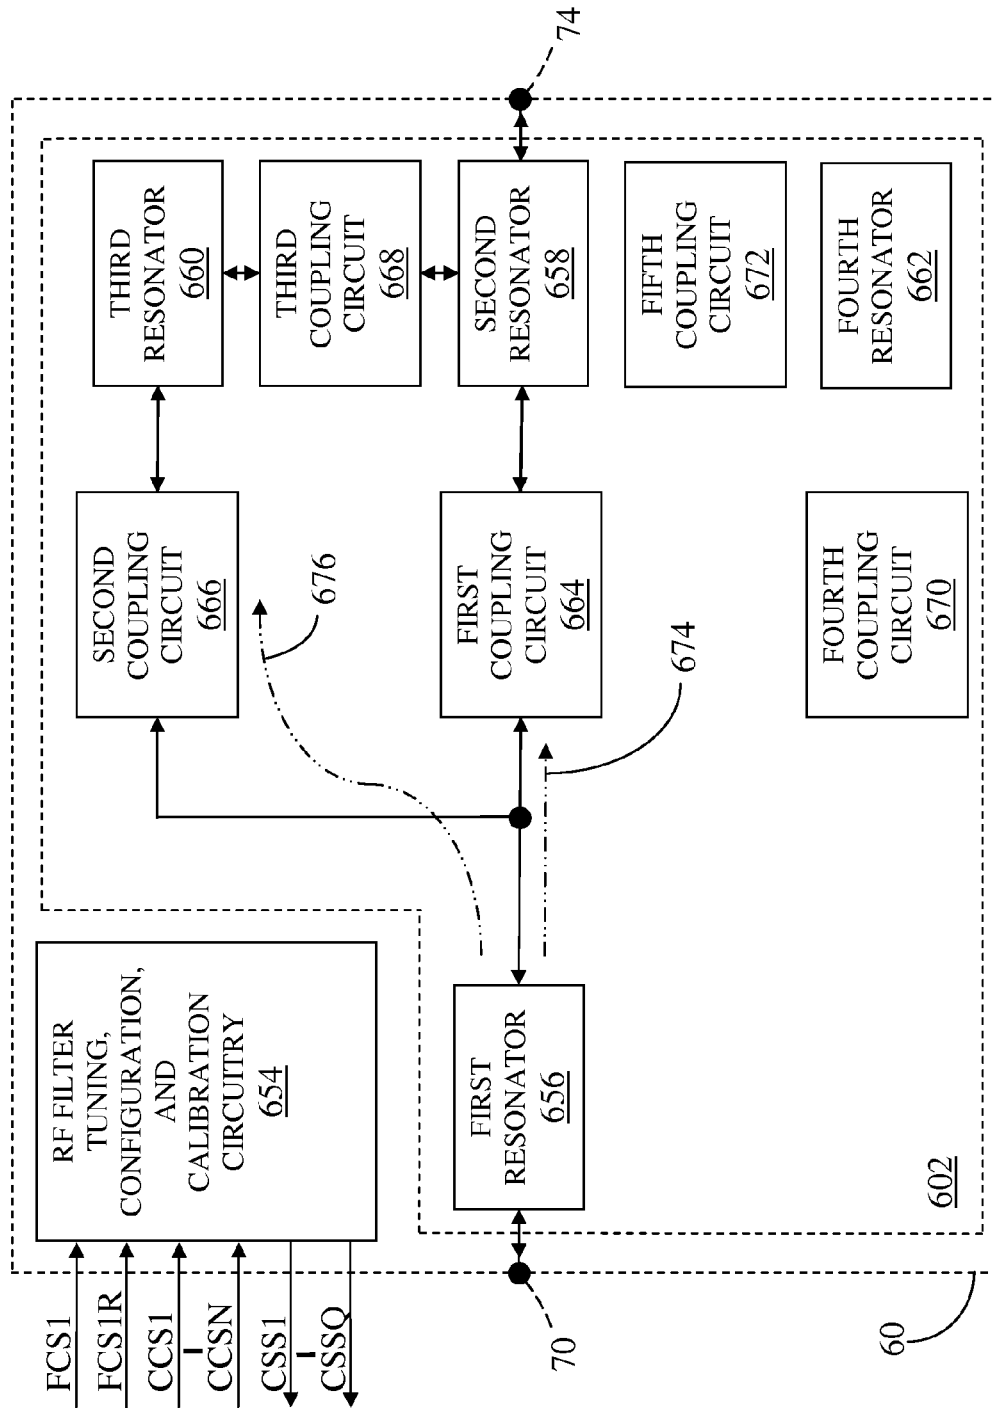 FCS1
FCS1R
CCS1
CCSN
CSS1
CSSQ
RF FILTER
TUNING,
CONFIGURATION,
AND
CALIBRATION
CIRCUITRY
654
SECOND
COUPLING
CIRCUIT
666
THIRD
RESONATOR
660
THIRD
COUPLING
CIRCUIT
668
676
70
FIRST
RESONATOR
656
FIRST
COUPLING
CIRCUIT
664
SECOND
RESONATOR
658
74
674
FIFTH
COUPLING
CIRCUIT
672
FOURTH
COUPLING
CIRCUIT
670
FOURTH
RESONATOR
662
602
60